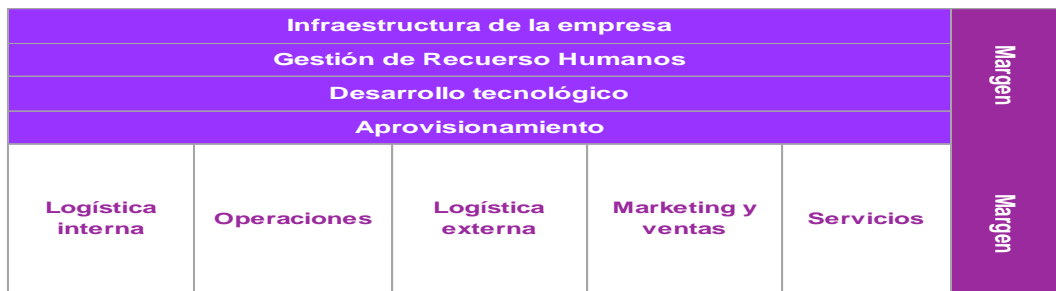 Infraestructura de la empresa
Gestión de Recuerso Humanos
Desarrollo tecnológico
Aprovisionamiento
Margen
Logística
interna
Operaciones
Logística
externa
Marketing y
ventas
Servicios
Margen